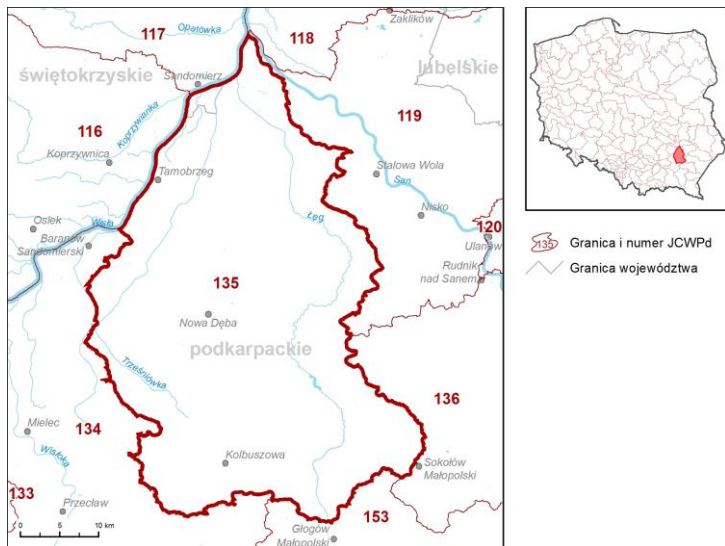 117
Opatówka
118
Zaklików
świętokrzyskie
Sandomierz
lubelskie
119
116
Koprzywianka
Koprzywnica
Stalowa Wola
Tarnobrzeg
San
Łęg
Nisko
Osiek
Wisła
120
Baranów
Sandomierski
Ulanów
Rudnik
nad Sanem
135
Nowa Dęba
podkarpackie
Trześniówka
136
134
Mielec
Wisłoka
Kolbuszowa
Sokołów
Małopolski
133
Przecław
153
Głogów
Małopolski
0 5 10 km
135 Granica i numer JCWPd
Granica województwa